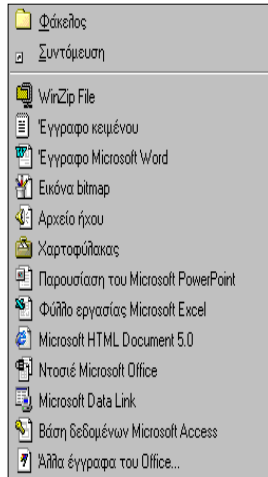 Φάκελος
Συντόμευση
WinZip File
Έγγραφο κειμένου
Έγγραφο Microsoft Word
Εικόνα bitmap
Αρχείο ήχου
Χαρτοφύλακας
Παρουσίαση του Microsoft PowerPoint
Φύλλο εργασίας Microsoft Excel
Microsoft HTML Document 5.0
Ντοσιέ Microsoft Office
Microsoft Data Link
Βάση δεδομένων Microsoft Access
Άλλα έγγραφα του Office...